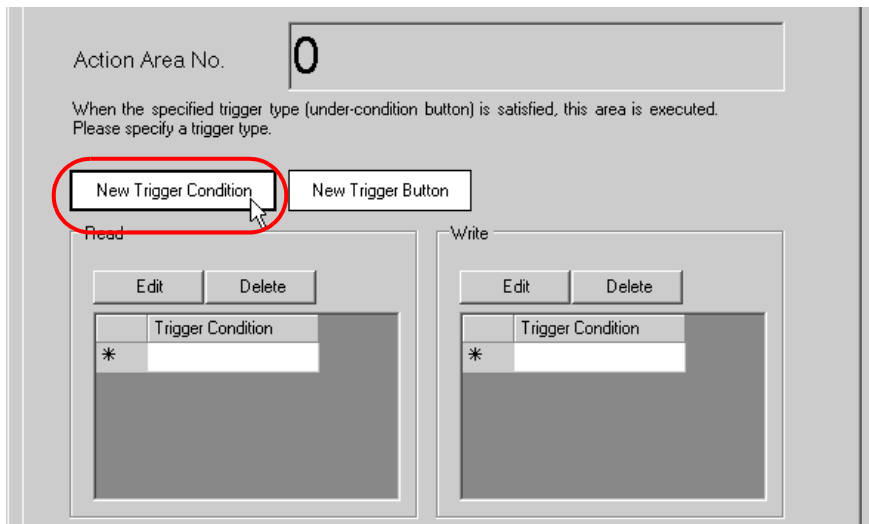 Action Area No.
0
When the specified trigger type (under-condition button) is satisfied, this area is executed.
Please specify a trigger type.
New Trigger Condition
New Trigger Button
Read
Write
Edit
Delete
Edit
Delete
Trigger Condition
Trigger Condition
*
*